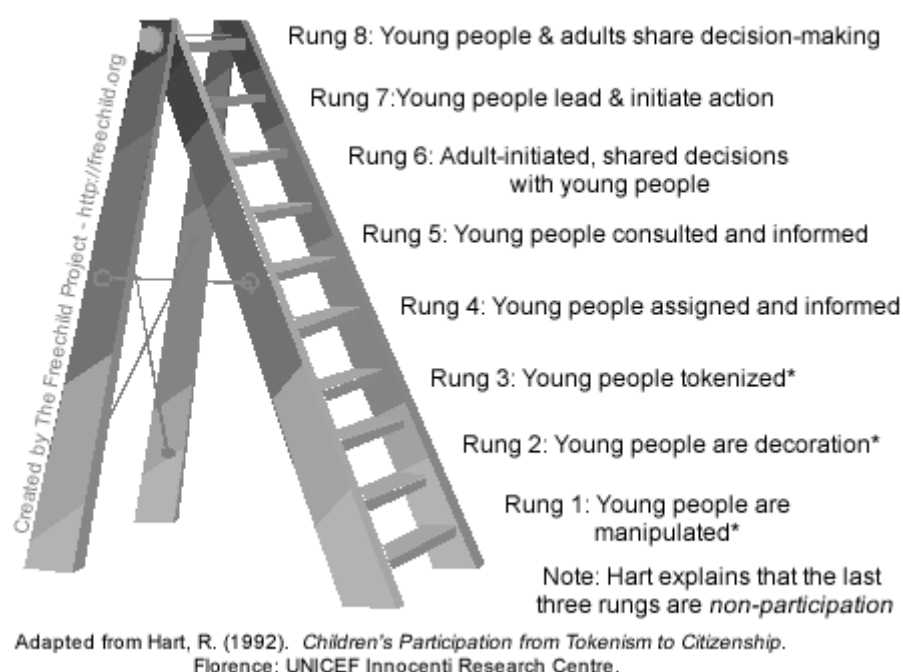 Rung 8: Young people & adults share decision-making
Rung 7:Young people lead & initiate action
Rung 6: Adult-initiated, shared decisions
with young people
Rung 5: Young people consulted and informed
Rung 4: Young people assigned and informed
Rung 3: Young people tokenized*
Rung 2: Young people are decoration*
Rung 1: Young people are
manipulated*
Note: Hart explains that the last
three rungs are non-participation
Created by The Freechild Project - http://freechild.org
Adapted from Hart, R. (1992). Children's Participation from Tokenism to Citizenship.
Florence: UNICEF Innocenti Research Centre.